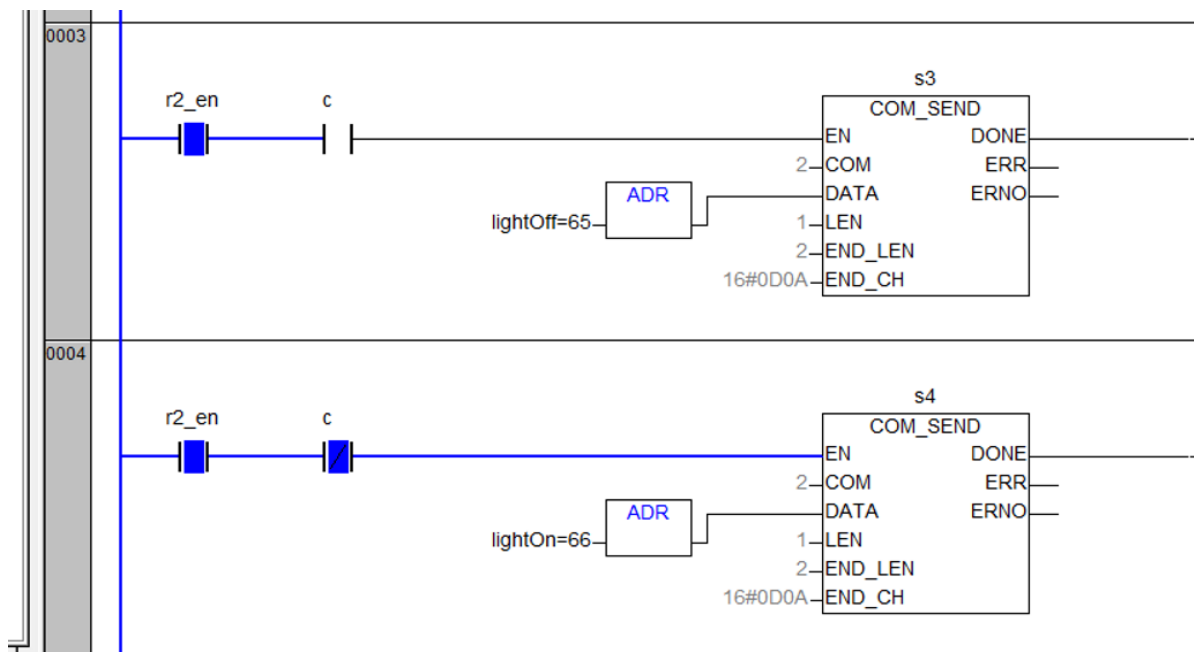 0003
s3
r2_en c COM_SEND
EN DONE
2 COM ERR
ADR DATA ERNO
lightOff=65 1 LEN
2 END_LEN
16#0D0A END_CH
0004
s4
r2_en c COM_SEND
EN DONE
2 COM ERR
ADR DATA ERNO
lightOn=66 1 LEN
2 END_LEN
16#0D0A END_CH